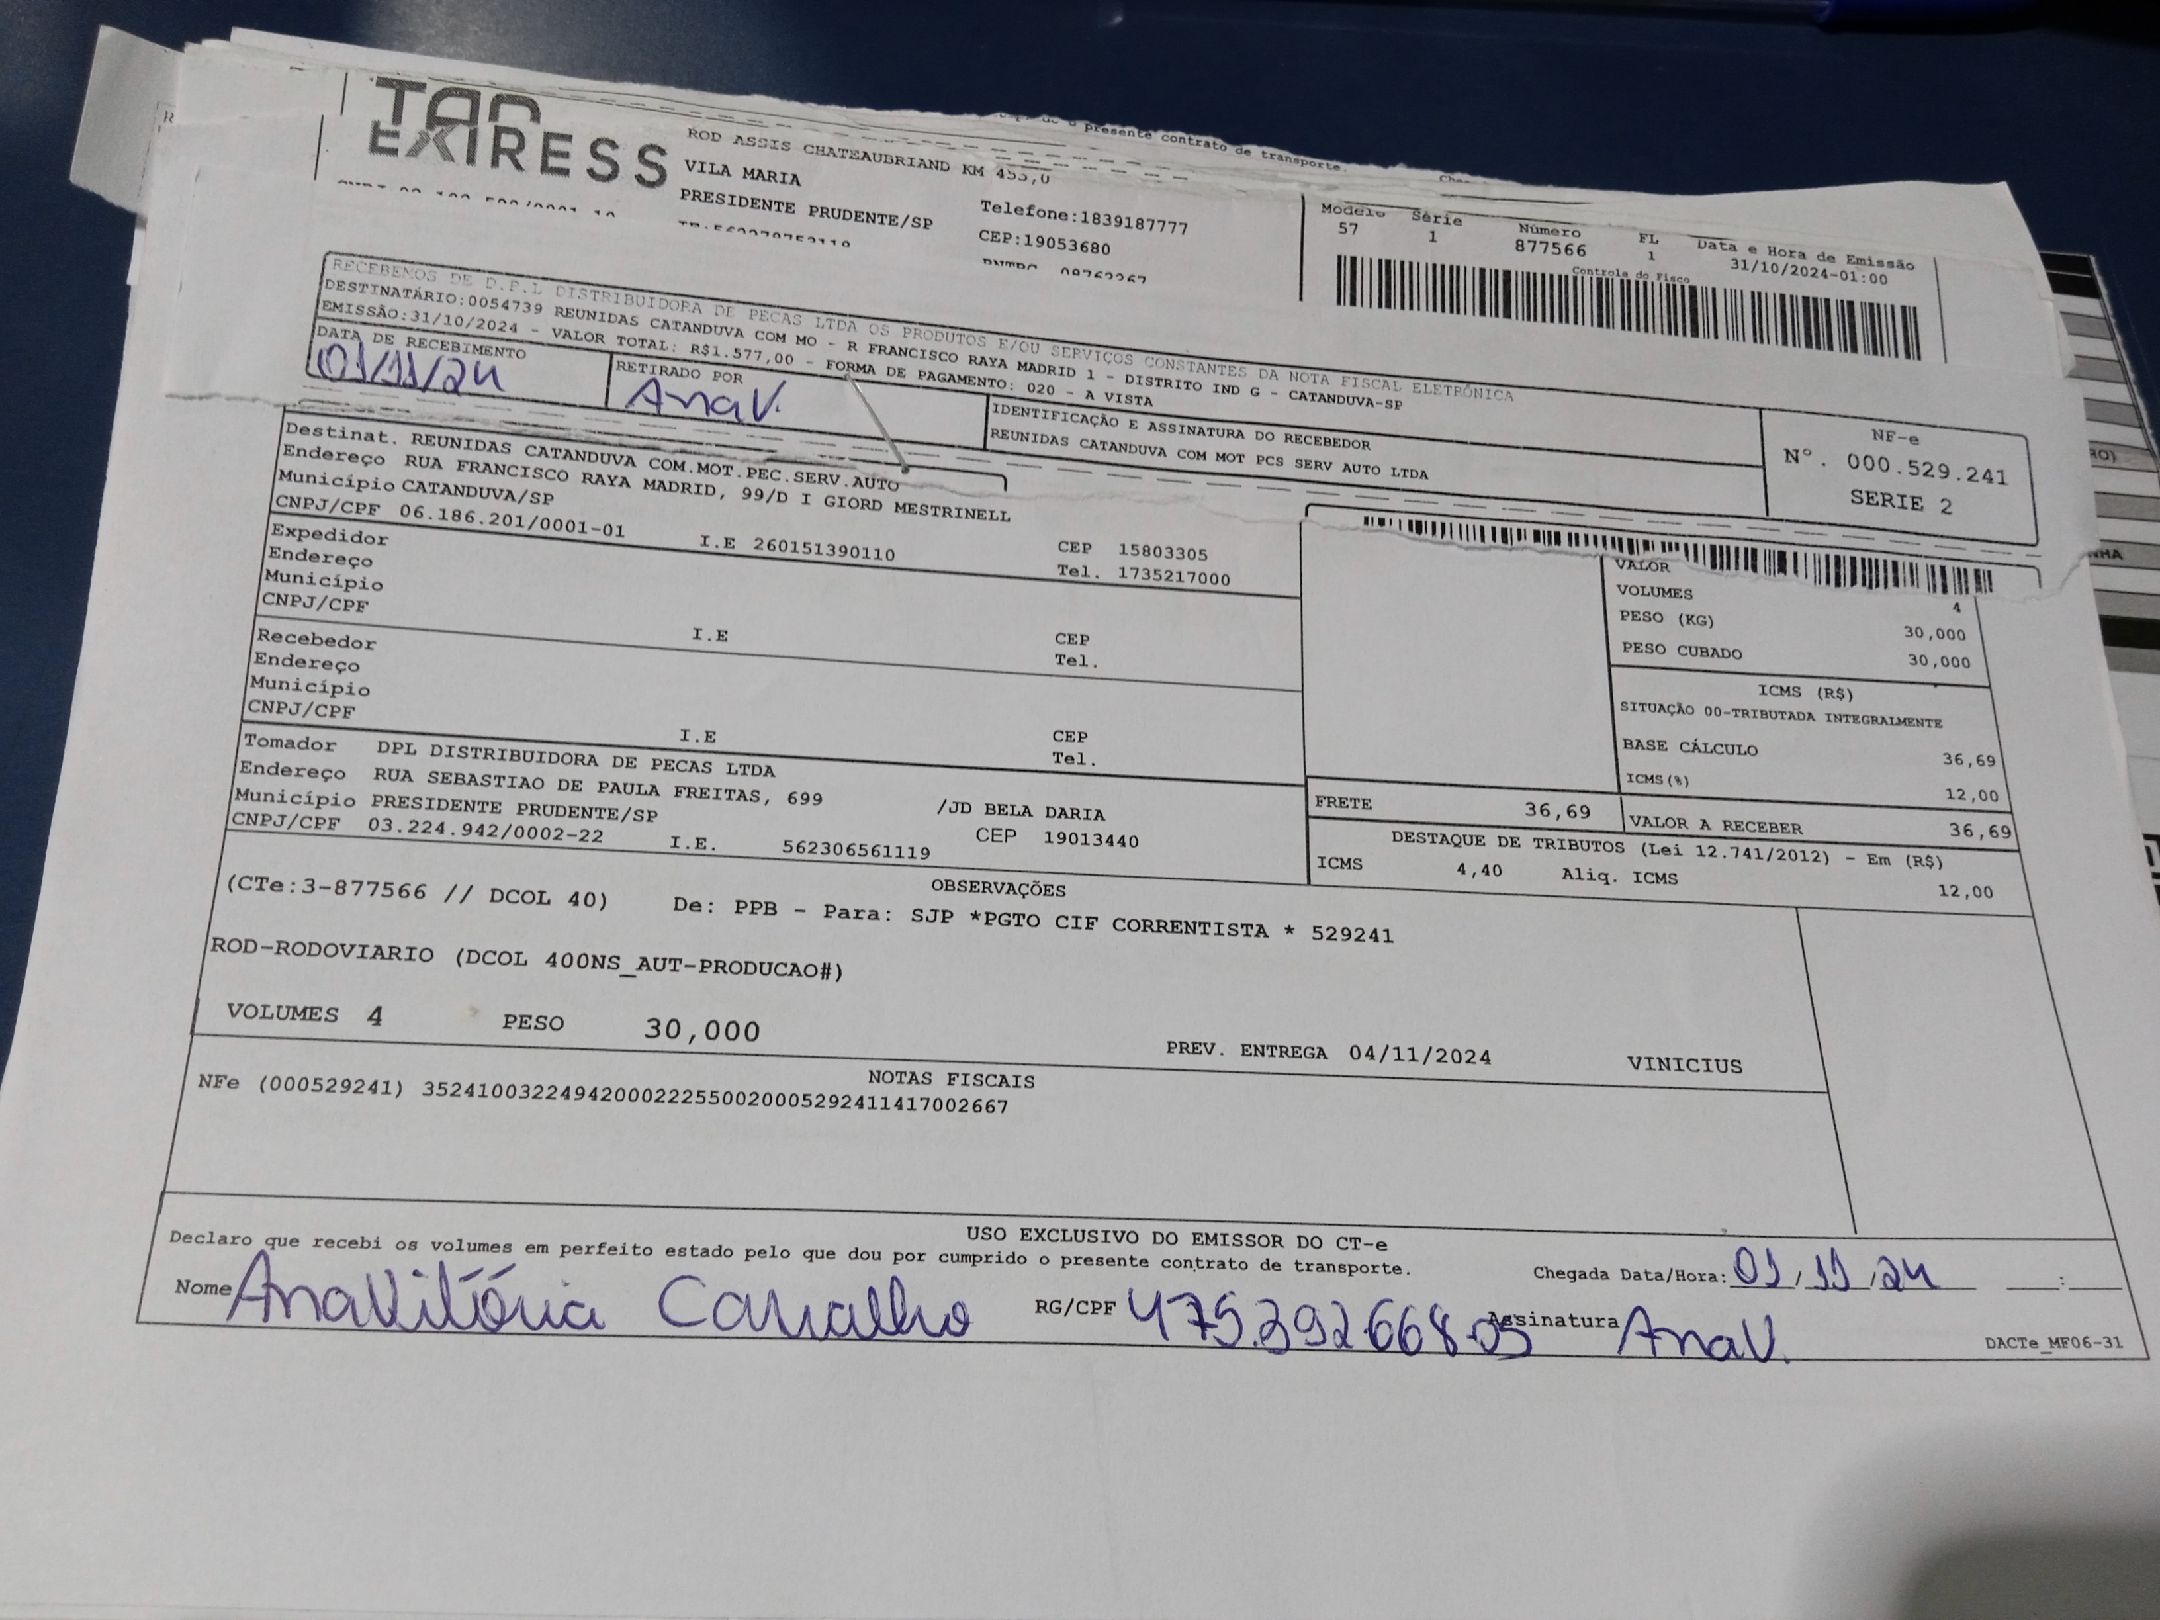 presente contrato de transporte.
TAO
EXPRESS
ROD ASSIS CHATEAUBRIAND KM 455,0
VILA MARIA
PRESIDENTE PRUDENTE/SP
Telefone:1839187777
CEP:19053680
Modelo Série Número FL Data e Hora de Emissão
57 1 877566 1 31/10/2024-01:00
Controle do Fisco
RECEBEMOS DE D.P.L DISTRIBUIDORA DE PECAS LTDA OS PRODUTOS E/OU SERVIÇOS CONSTANTES DA NOTA FISCAL ELETRÔNICA
DESTINATÁRIO:0054739 REUNIDAS CATANDUVA COM MO - R FRANCISCO RAYA MADRID 1 - DISTRITO IND G - CATANDUVA-SP
EMISSÃO:31/10/2024 - VALOR TOTAL: R$1.577,00 - FORMA DE PAGAMENTO: 020 - A VISTA
DATA DE RECEBIMENTO
01/11/24
RETIRADO POR
Ana V.
IDENTIFICAÇÃO E ASSINATURA DO RECEBEDOR
REUNIDAS CATANDUVA COM MOT PCS SERV AUTO LTDA
NF-e
Nº. 000.529.241
SERIE 2
Destinat. REUNIDAS CATANDUVA COM.MOT.PEC.SERV.AUTO
Endereço RUA FRANCISCO RAYA MADRID, 99/D I GIORD MESTRINELL
Município CATANDUVA/SP CEP 15803305
CNPJ/CPF 06.186.201/0001-01 I.E 260151390110 Tel. 1735217000
Expedidor
Endereço
Município CEP
CNPJ/CPF I.E Tel.
Recebedor
Endereço
Município CEP
CNPJ/CPF I.E Tel.
Tomador DPL DISTRIBUIDORA DE PECAS LTDA
Endereço RUA SEBASTIAO DE PAULA FREITAS, 699 /JD BELA DARIA
Município PRESIDENTE PRUDENTE/SP CEP 19013440
CNPJ/CPF 03.224.942/0002-22 I.E. 562306561119
VALOR
VOLUMES 4
PESO (KG) 30,000
PESO CUBADO 30,000
ICMS (R$)
SITUAÇÃO 00-TRIBUTADA INTEGRALMENTE
BASE CÁLCULO 36,69
ICMS(%) 12,00
FRETE 36,69 VALOR A RECEBER 36,69
DESTAQUE DE TRIBUTOS (Lei 12.741/2012) - Em (R$)
ICMS 4,40 Aliq. ICMS 12,00
OBSERVAÇÕES
(CTe:3-877566 // DCOL 40) De: PPB - Para: SJP *PGTO CIF CORRENTISTA * 529241
ROD-RODOVIARIO (DCOL 400NS_AUT-PRODUCAO#)
VOLUMES 4 PESO 30,000 PREV. ENTREGA 04/11/2024 VINICIUS
NOTAS FISCAIS
NFe (000529241) 35241003224942000222550020005292411417002667
USO EXCLUSIVO DO EMISSOR DO CT-e
Declaro que recebi os volumes em perfeito estado pelo que dou por cumprido o presente contrato de transporte.
Chegada Data/Hora: 01/11/24 :
Nome Ana Vitória Carvalho RG/CPF 475.392668.05 Assinatura Ana V.
DACTe_MF06-31